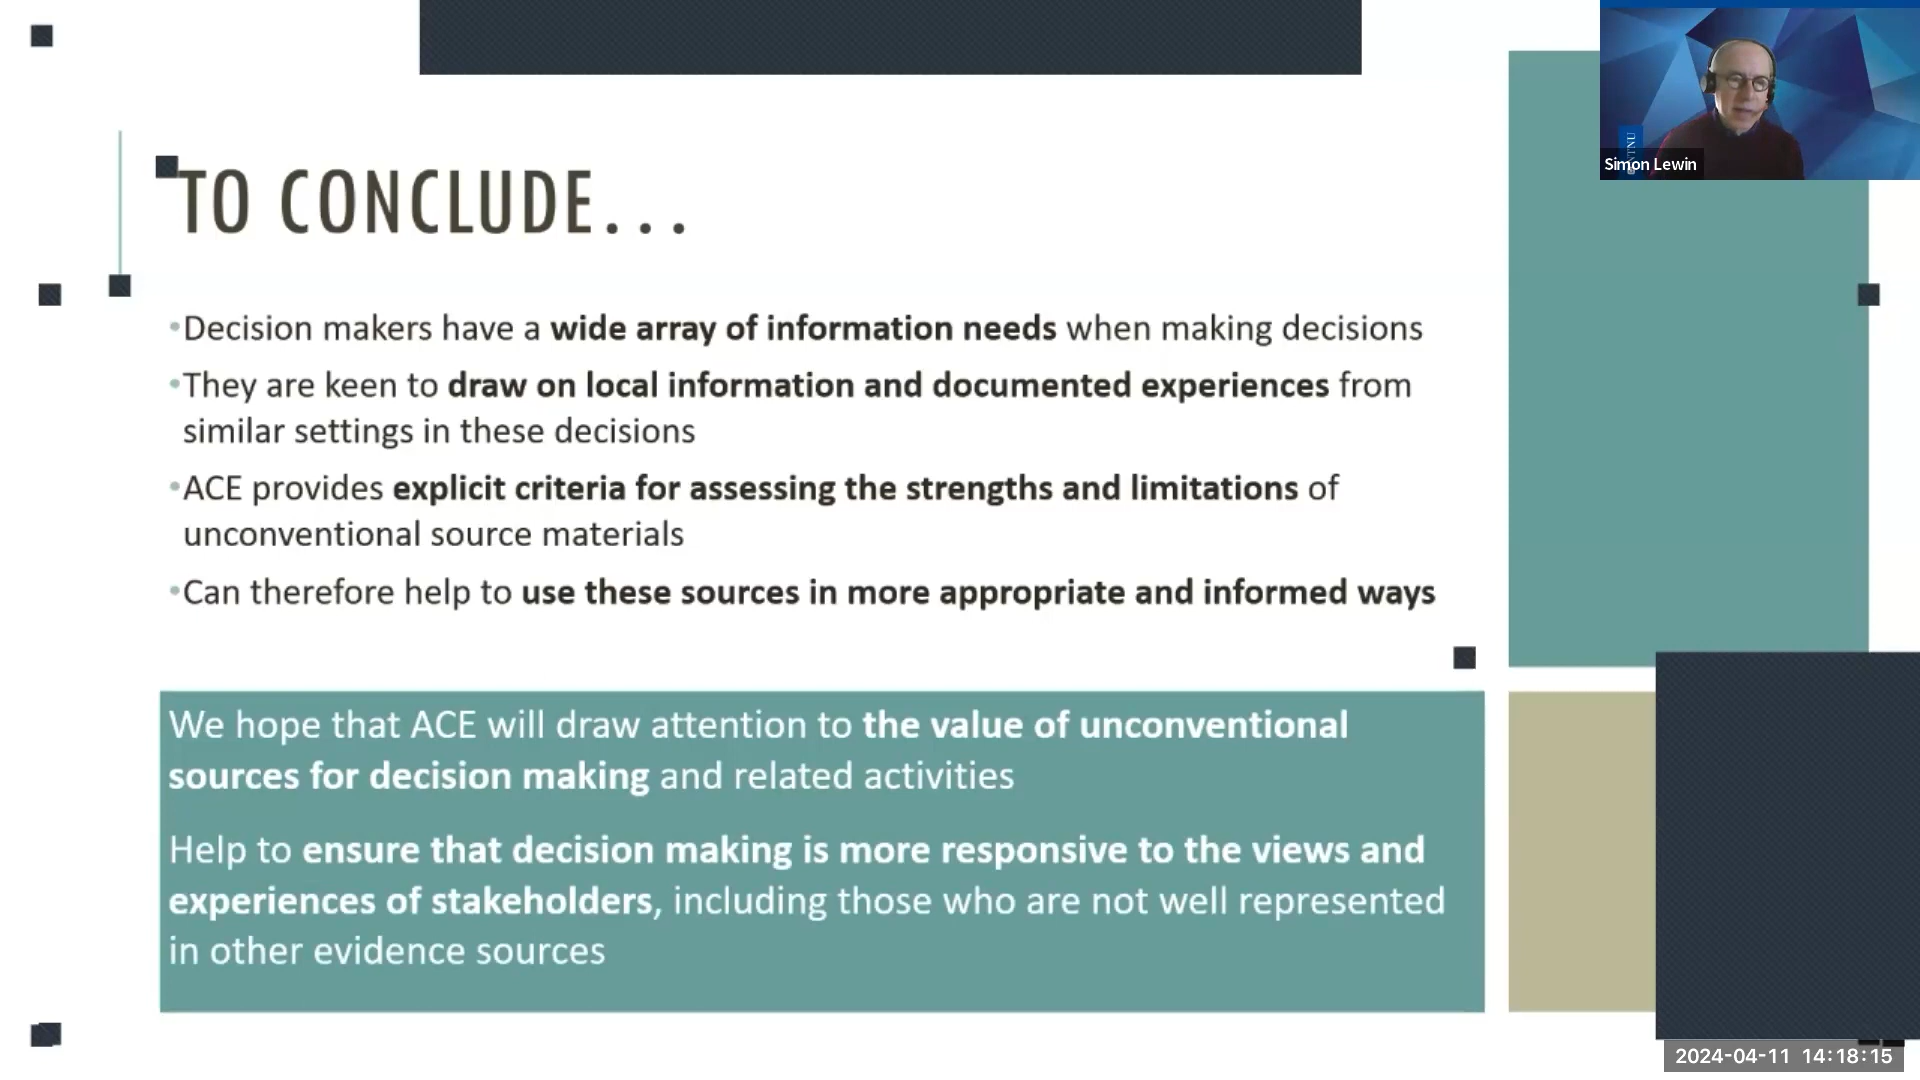 Simon Lewin
NTNU
TO CONCLUDE...
•Decision makers have a wide array of information needs when making decisions
•They are keen to draw on local information and documented experiences from
similar settings in these decisions
•ACE provides explicit criteria for assessing the strengths and limitations of
unconventional source materials
•Can therefore help to use these sources in more appropriate and informed ways
We hope that ACE will draw attention to the value of unconventional
sources for decision making and related activities
Help to ensure that decision making is more responsive to the views and
experiences of stakeholders, including those who are not well represented
in other evidence sources
2024-04-11 14:18:15